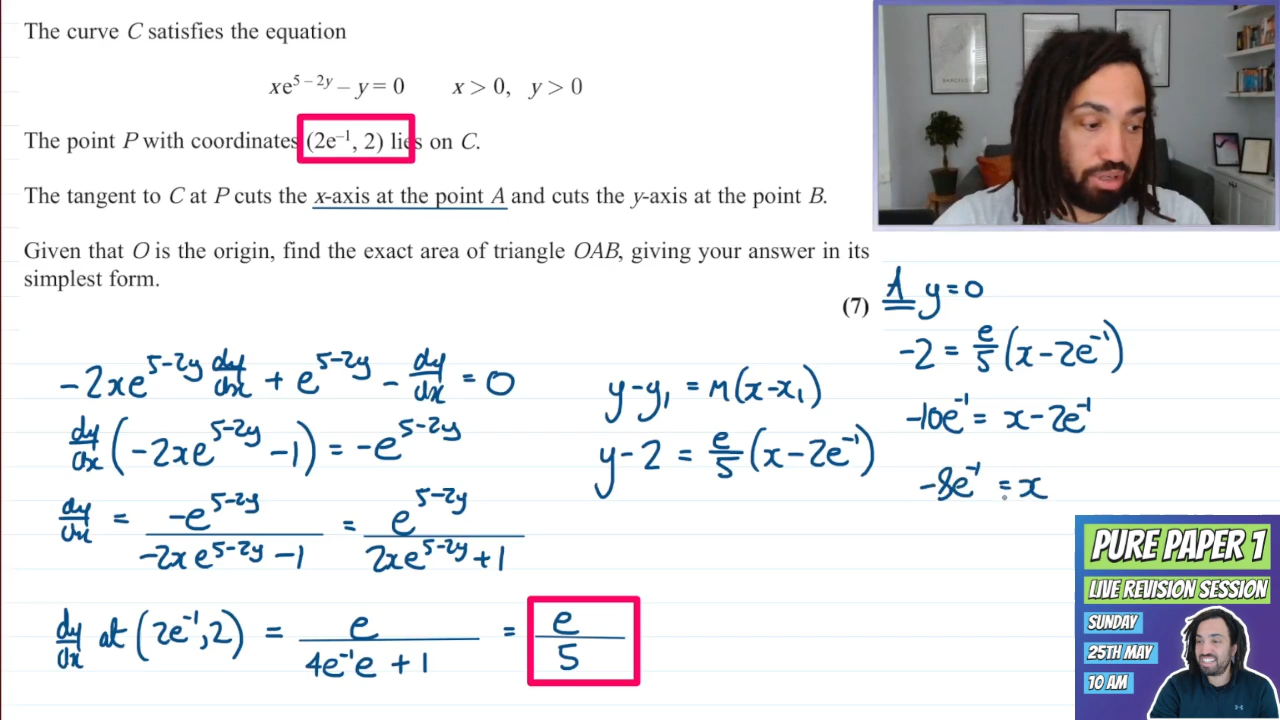 The curve C satisfies the equation
xe^{5 – 2y} – y = 0    x > 0,  y > 0
The point P with coordinates (2e^{–1}, 2) lies on C.
The tangent to C at P cuts the x-axis at the point A and cuts the y-axis at the point B.
Given that O is the origin, find the exact area of triangle OAB, giving your answer in its
simplest form.
(7)
-2xe^{5-2y} dy/dx + e^{5-2y} - dy/dx = 0
dy/dx (-2xe^{5-2y} - 1) = -e^{5-2y}
dy/dx = -e^{5-2y} / -2xe^{5-2y} - 1 = e^{5-2y} / 2xe^{5-2y} + 1
dy/dx at (2e^{-1}, 2) = e / 4e^{-1}e + 1 = e / 5
y - y₁ = m(x - x₁)
y - 2 = e/5 (x - 2e^{-1})
A y = 0
-2 = e/5 (x - 2e^{-1})
-10e^{-1} = x - 2e^{-1}
-8e^{-1} = x
PURE PAPER 1
LIVE REVISION SESSION
SUNDAY
25TH MAY
10 AM